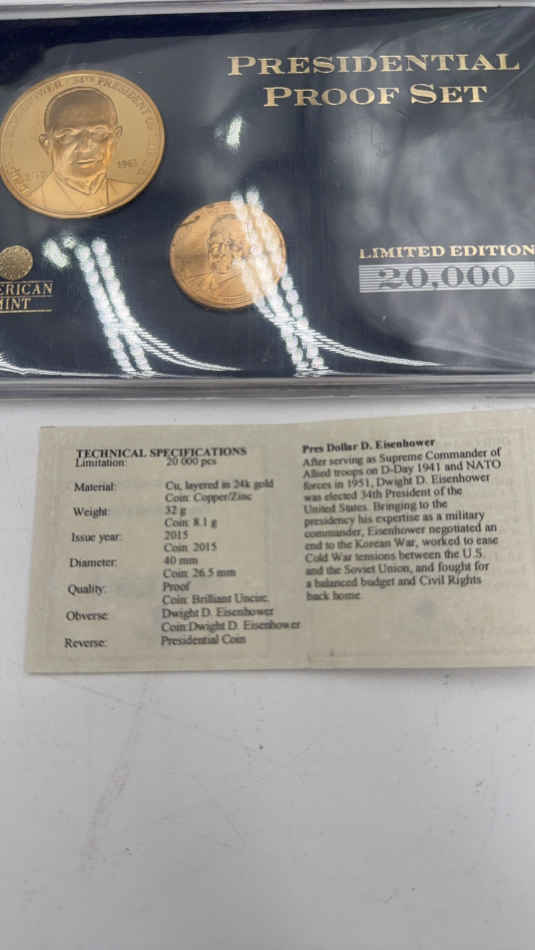 PRESIDENTIAL
PROOF SET
34TH PRESIDENT OF
1961
LIMITED EDITION
20,000
ERICAN
MINT
TECHNICAL SPECIFICATIONS
Limitation: 20 000 pcs
Material: Cu, layered in 24k gold
Coin: Copper/Zinc
Weight: 32 g
Coin: 8.1 g
Issue year: 2015
Coin: 2015
Diameter: 40 mm
Coin: 26.5 mm
Quality: Proof
Coin: Brilliant Uncirc.
Obverse: Dwight D. Eisenhower
Coin:Dwight D. Eisenhower
Reverse: Presidential Coin
Pres Dollar D. Eisenhower
After serving as Supreme Commander of
Allied troops on D-Day 1941 and NATO
forces in 1951, Dwight D. Eisenhower
was elected 34th President of the
United States. Bringing to the
presidency his expertise as a military
commander, Eisenhower negotiated an
end to the Korean War, worked to ease
Cold War tensions between the U.S.
and the Soviet Union, and fought for
a balanced budget and Civil Rights
back home.